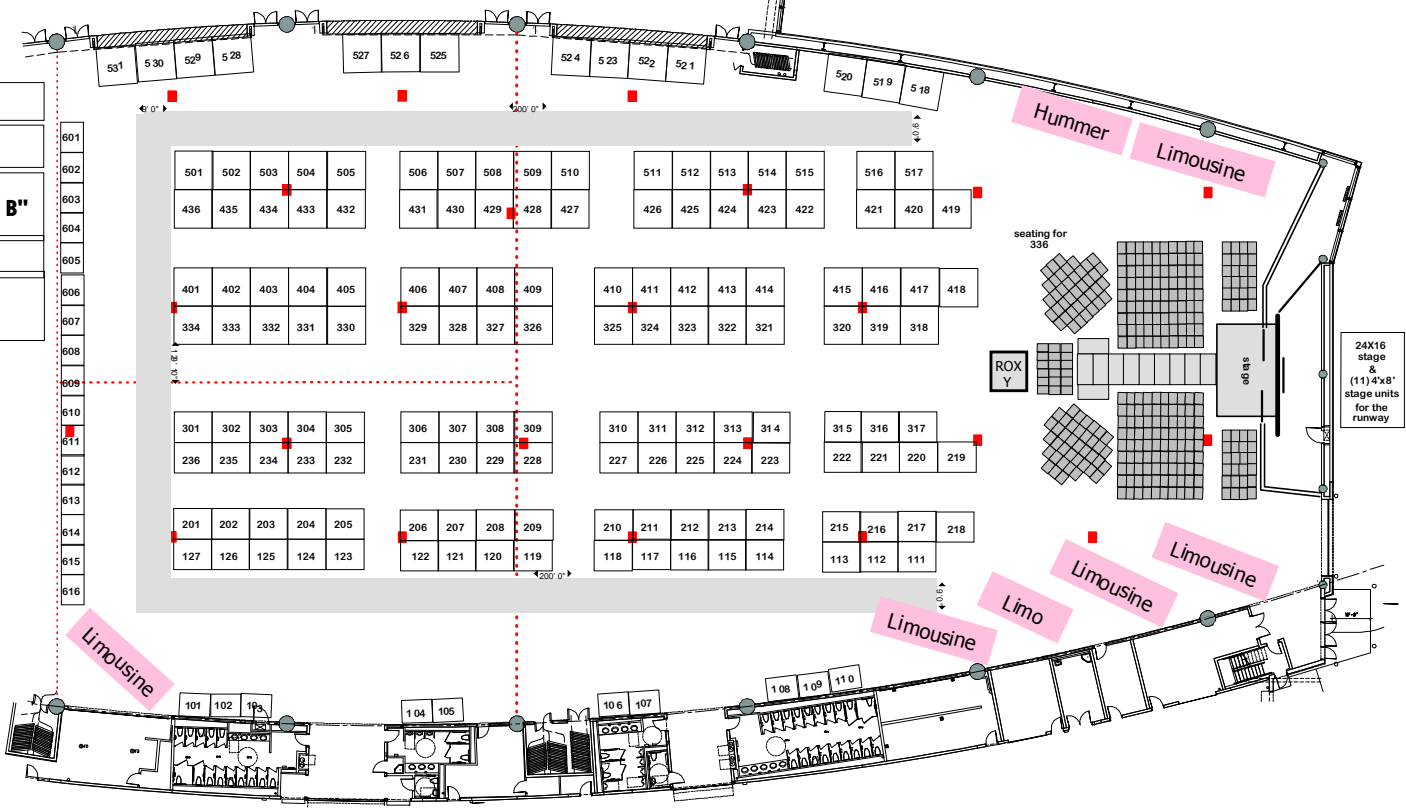 531 530 529 528 527 526 525 524 523 522 521 520 519 518
Hummer
Limousine
9' 0" 200' 0" 9' 0"
601
602
603
604
605
606
607
608
609
610
611
612
613
614
615
616
B"
501 502 503 504 505 506 507 508 509 510 511 512 513 514 515 516 517
436 435 434 433 432 431 430 429 428 427 426 425 424 423 422 421 420 419
seating for
336
401 402 403 404 405 406 407 408 409 410 411 412 413 414 415 416 417 418
334 333 332 331 330 329 328 327 326 325 324 323 322 321 320 319 318
ROX
Y
stage
24X16
stage
&
(11) 4'x8'
stage units
for the
runway
301 302 303 304 305 306 307 308 309 310 311 312 313 314 315 316 317
236 235 234 233 232 231 230 229 228 227 226 225 224 223 222 221 220 219
201 202 203 204 205 206 207 208 209 210 211 212 213 214 215 216 217 218
127 126 125 124 123 122 121 120 119 118 117 116 115 114 113 112 111
200' 0" 9' 0"
Limousine
Limousine
Limo
Limousine
Limousine
101 102 103 104 105 106 107 108 109 110